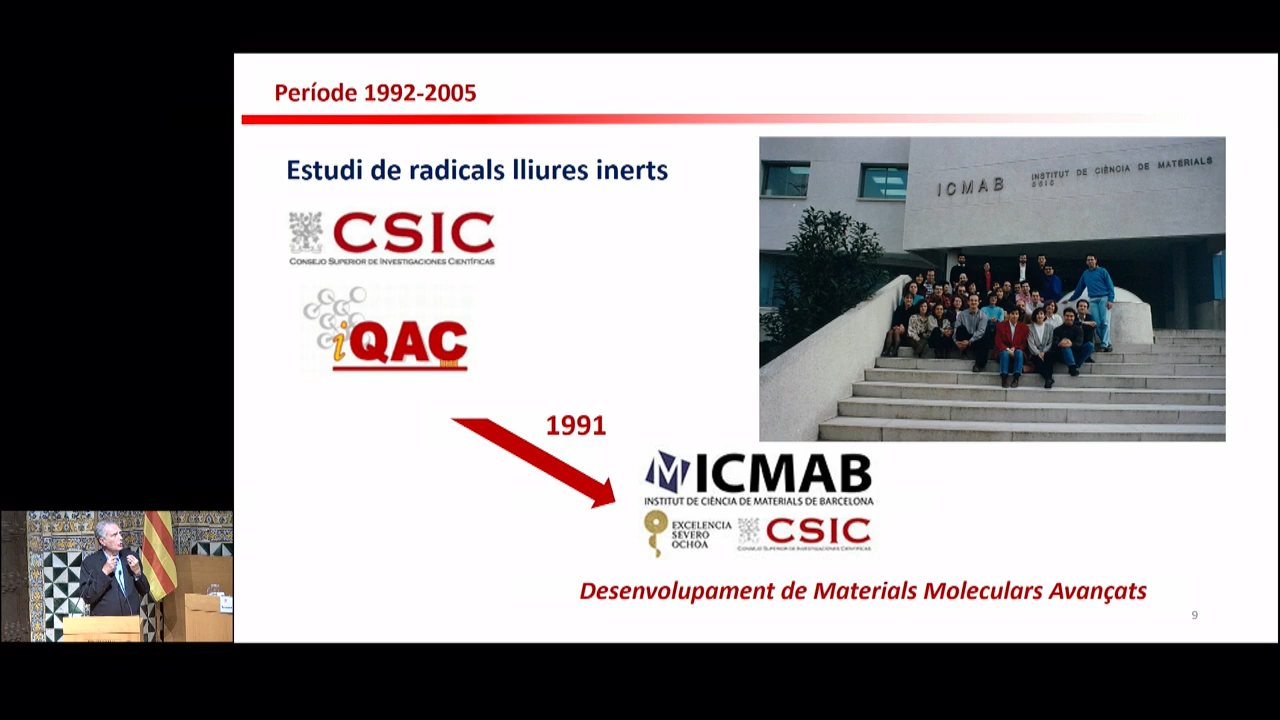 Període 1992-2005
Estudi de radicals lliures inerts
CSIC
CONSEJO SUPERIOR DE INVESTIGACIONES CIENTÍFICAS
iQAC
1991
ICMAB INSTITUT DE CIÈNCIA DE MATERIALS
CSIC
ICMAB
INSTITUT DE CIÈNCIA DE MATERIALS DE BARCELONA
EXCELENCIA
SEVERO
OCHOA
CSIC
CONSEJO SUPERIOR DE INVESTIGACIONES CIENTÍFICAS
Desenvolupament de Materials Moleculars Avançats
9